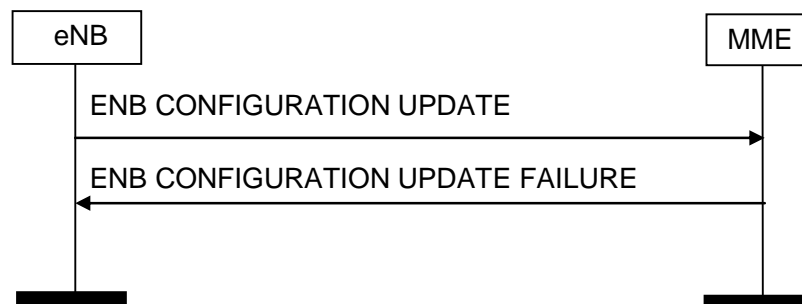 eNB
MME
ENB CONFIGURATION UPDATE
ENB CONFIGURATION UPDATE FAILURE